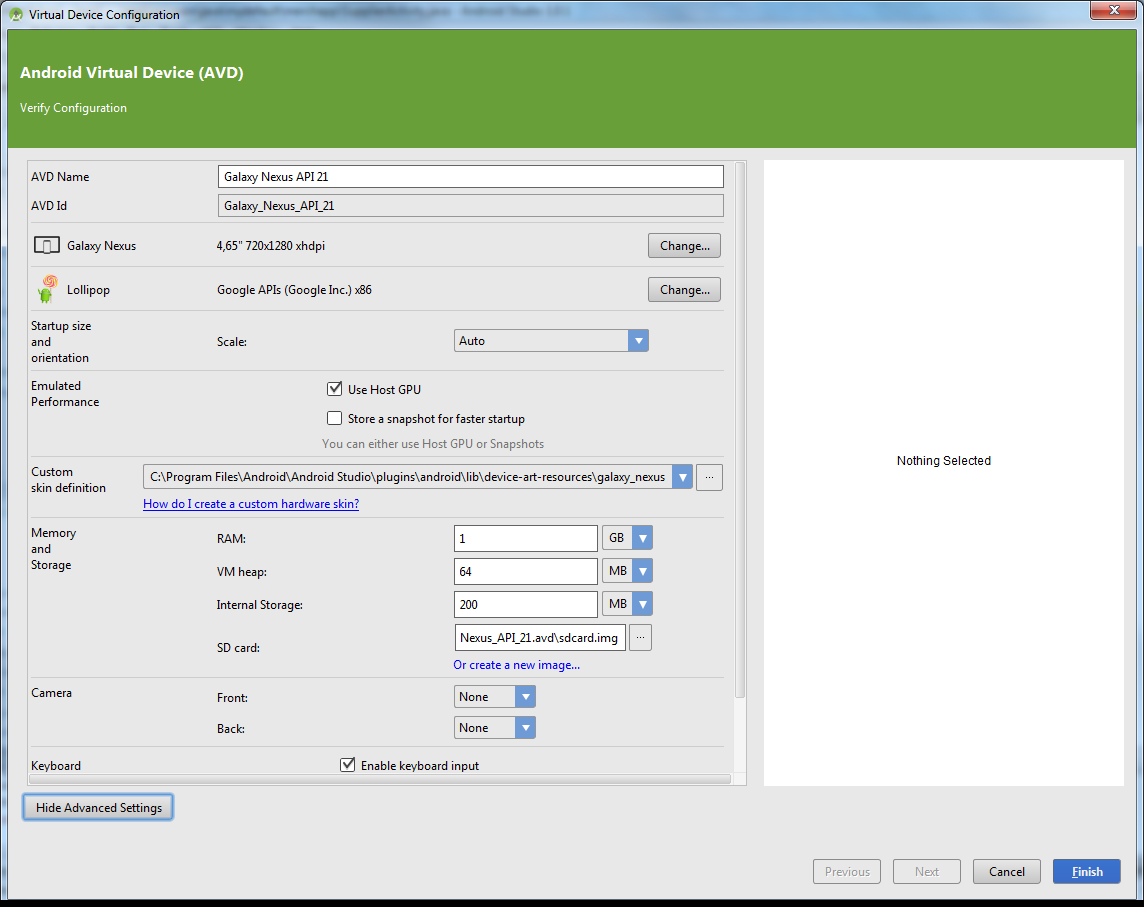 Virtual Device Configuration
Android Virtual Device (AVD)
Verify Configuration
AVD Name
Galaxy Nexus API 21
AVD Id
Galaxy_Nexus_API_21
Galaxy Nexus
4,65" 720x1280 xhdpi
Change...
Lollipop
Google APIs (Google Inc.) x86
Change...
Startup size
and
orientation
Scale:
Auto
Emulated
Performance
Use Host GPU
Store a snapshot for faster startup
You can either use Host GPU or Snapshots
Custom
skin definition
C:\Program Files\Android\Android Studio\plugins\android\lib\device-art-resources\galaxy_nexus
...
How do I create a custom hardware skin?
Memory
and
Storage
RAM:
1
GB
VM heap:
64
MB
Internal Storage:
200
MB
SD card:
Nexus_API_21.avd\sdcard.img
...
Or create a new image...
Camera
Front:
None
Back:
None
Keyboard
Enable keyboard input
Nothing Selected
Hide Advanced Settings
Previous
Next
Cancel
Finish